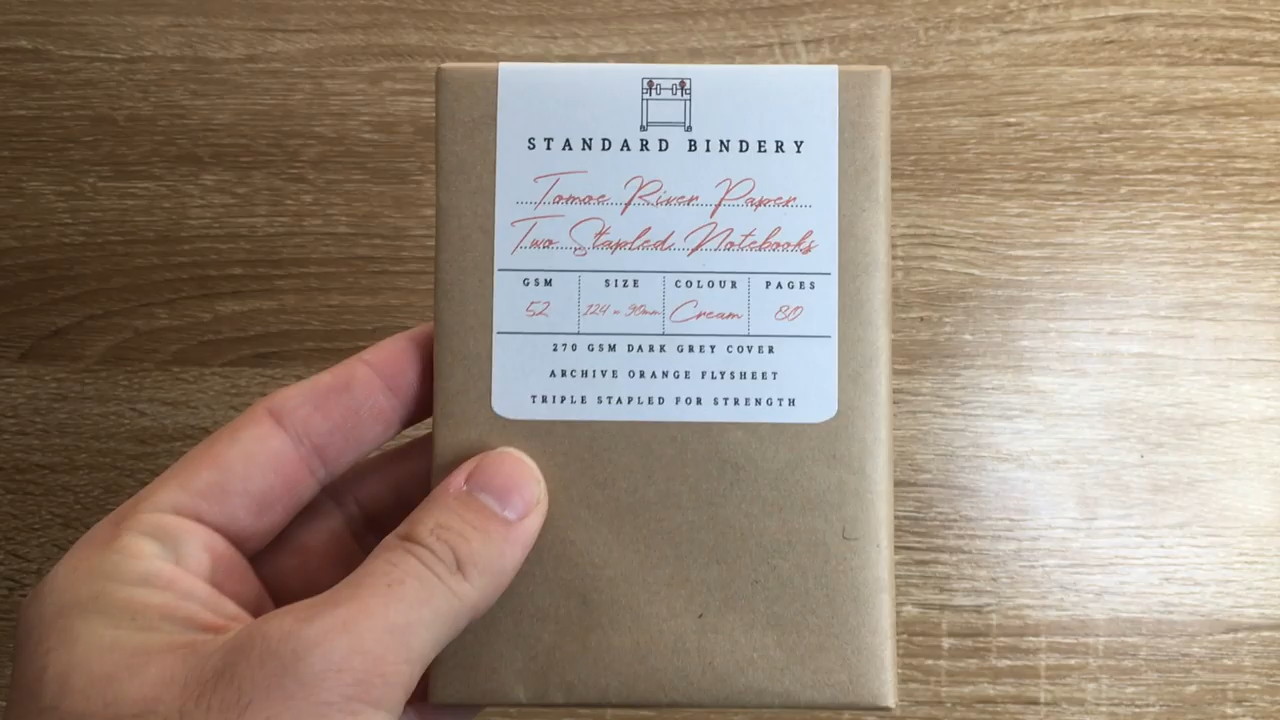 STANDARD BINDERY
Tomoe River Paper
Two Stapled Notebooks
GSM SIZE COLOUR PAGES
52 124 x 90mm Cream 80
270 GSM DARK GREY COVER
ARCHIVE ORANGE FLYSHEET
TRIPLE STAPLED FOR STRENGTH